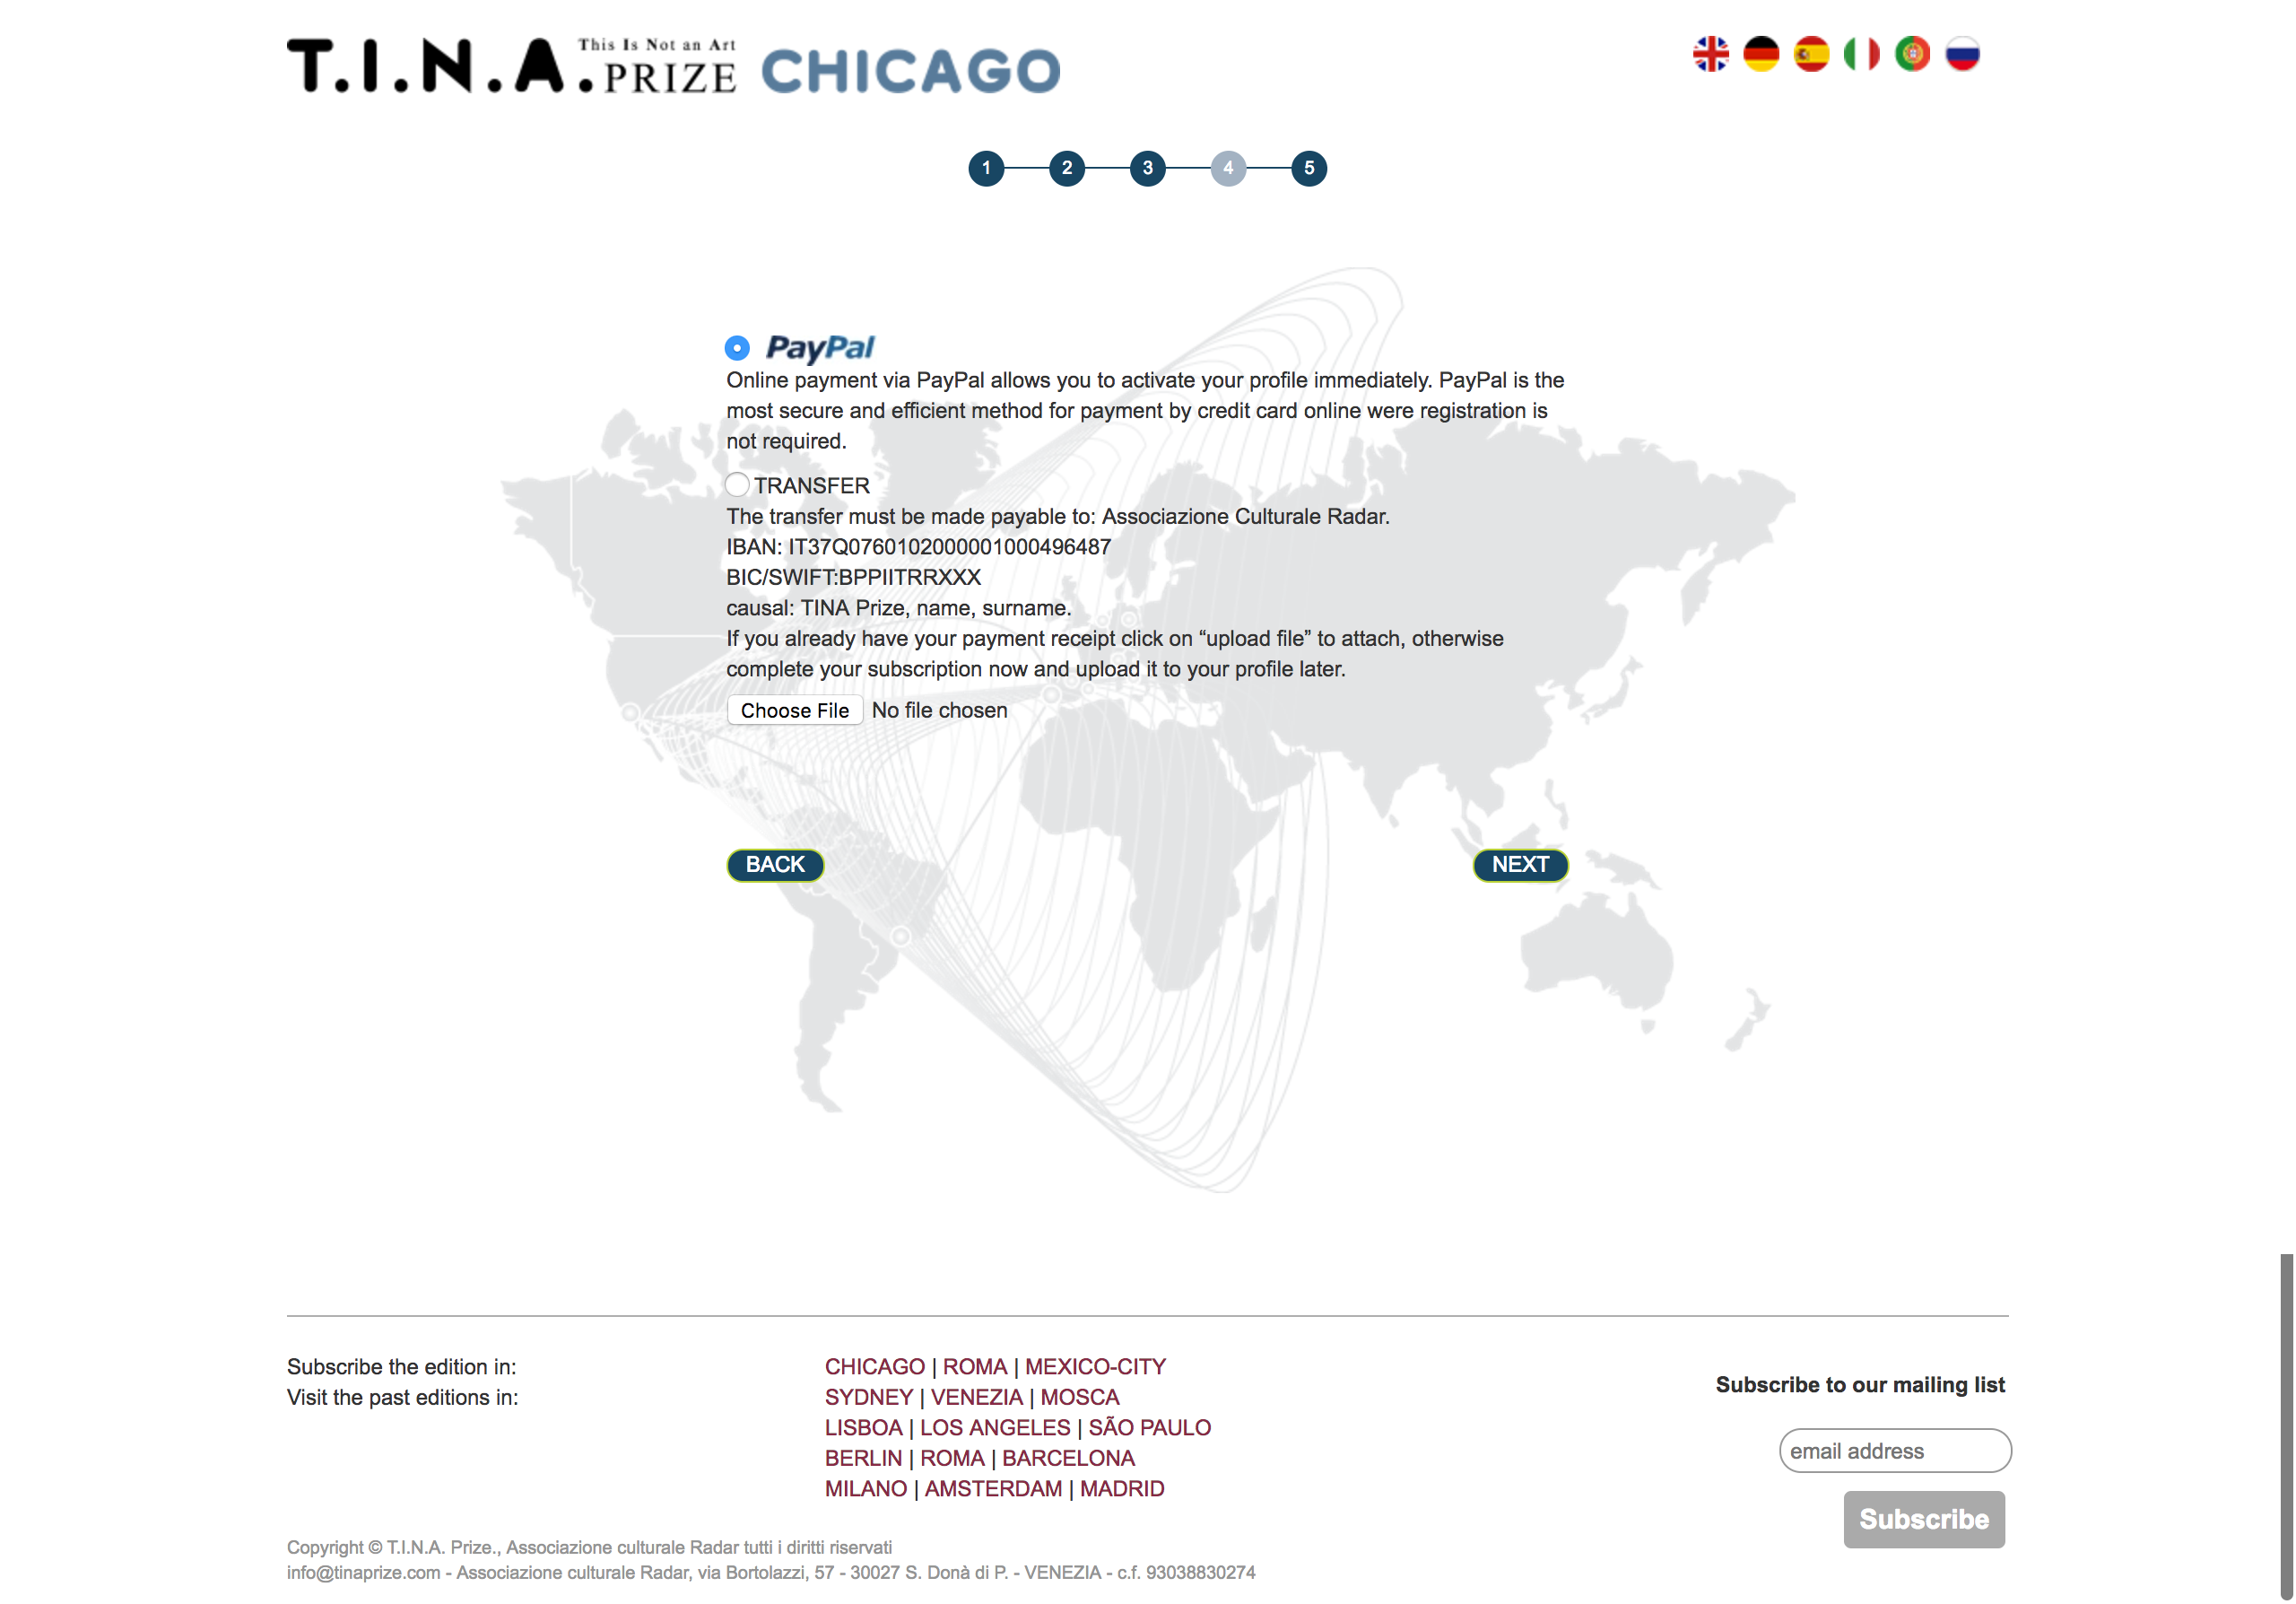 T.I.N.A. This Is Not an Art PRIZE CHICAGO
1 2 3 4 5
PayPal
Online payment via PayPal allows you to activate your profile immediately. PayPal is the
most secure and efficient method for payment by credit card online were registration is
not required.
TRANSFER
The transfer must be made payable to: Associazione Culturale Radar.
IBAN: IT37Q0760102000001000496487
BIC/SWIFT:BPPIITRRXXX
causal: TINA Prize, name, surname.
If you already have your payment receipt click on “upload file” to attach, otherwise
complete your subscription now and upload it to your profile later.
Choose File No file chosen
BACK NEXT
Subscribe the edition in: CHICAGO | ROMA | MEXICO-CITY
Visit the past editions in: SYDNEY | VENEZIA | MOSCA
LISBOA | LOS ANGELES | SÃO PAULO
BERLIN | ROMA | BARCELONA
MILANO | AMSTERDAM | MADRID
Subscribe to our mailing list
email address
Subscribe
Copyright © T.I.N.A. Prize., Associazione culturale Radar tutti i diritti riservati
info@tinaprize.com - Associazione culturale Radar, via Bortolazzi, 57 - 30027 S. Donà di P. - VENEZIA - c.f. 93038830274